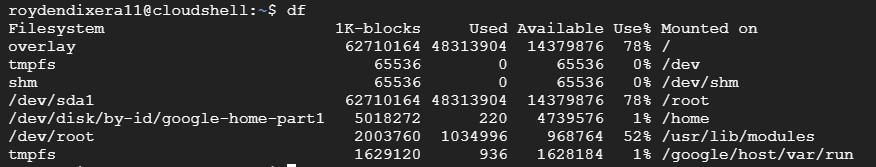 roydendixera11@cloudshell:~$ df
Filesystem 1K-blocks Used Available Use% Mounted on
overlay 62710164 48313904 14379876 78% /
tmpfs 65536 0 65536 0% /dev
shm 65536 0 65536 0% /dev/shm
/dev/sda1 62710164 48313904 14379876 78% /root
/dev/disk/by-id/google-home-part1 5018272 220 4739576 1% /home
/dev/root 2003760 1034996 968764 52% /usr/lib/modules
tmpfs 1629120 936 1628184 1% /google/host/var/run